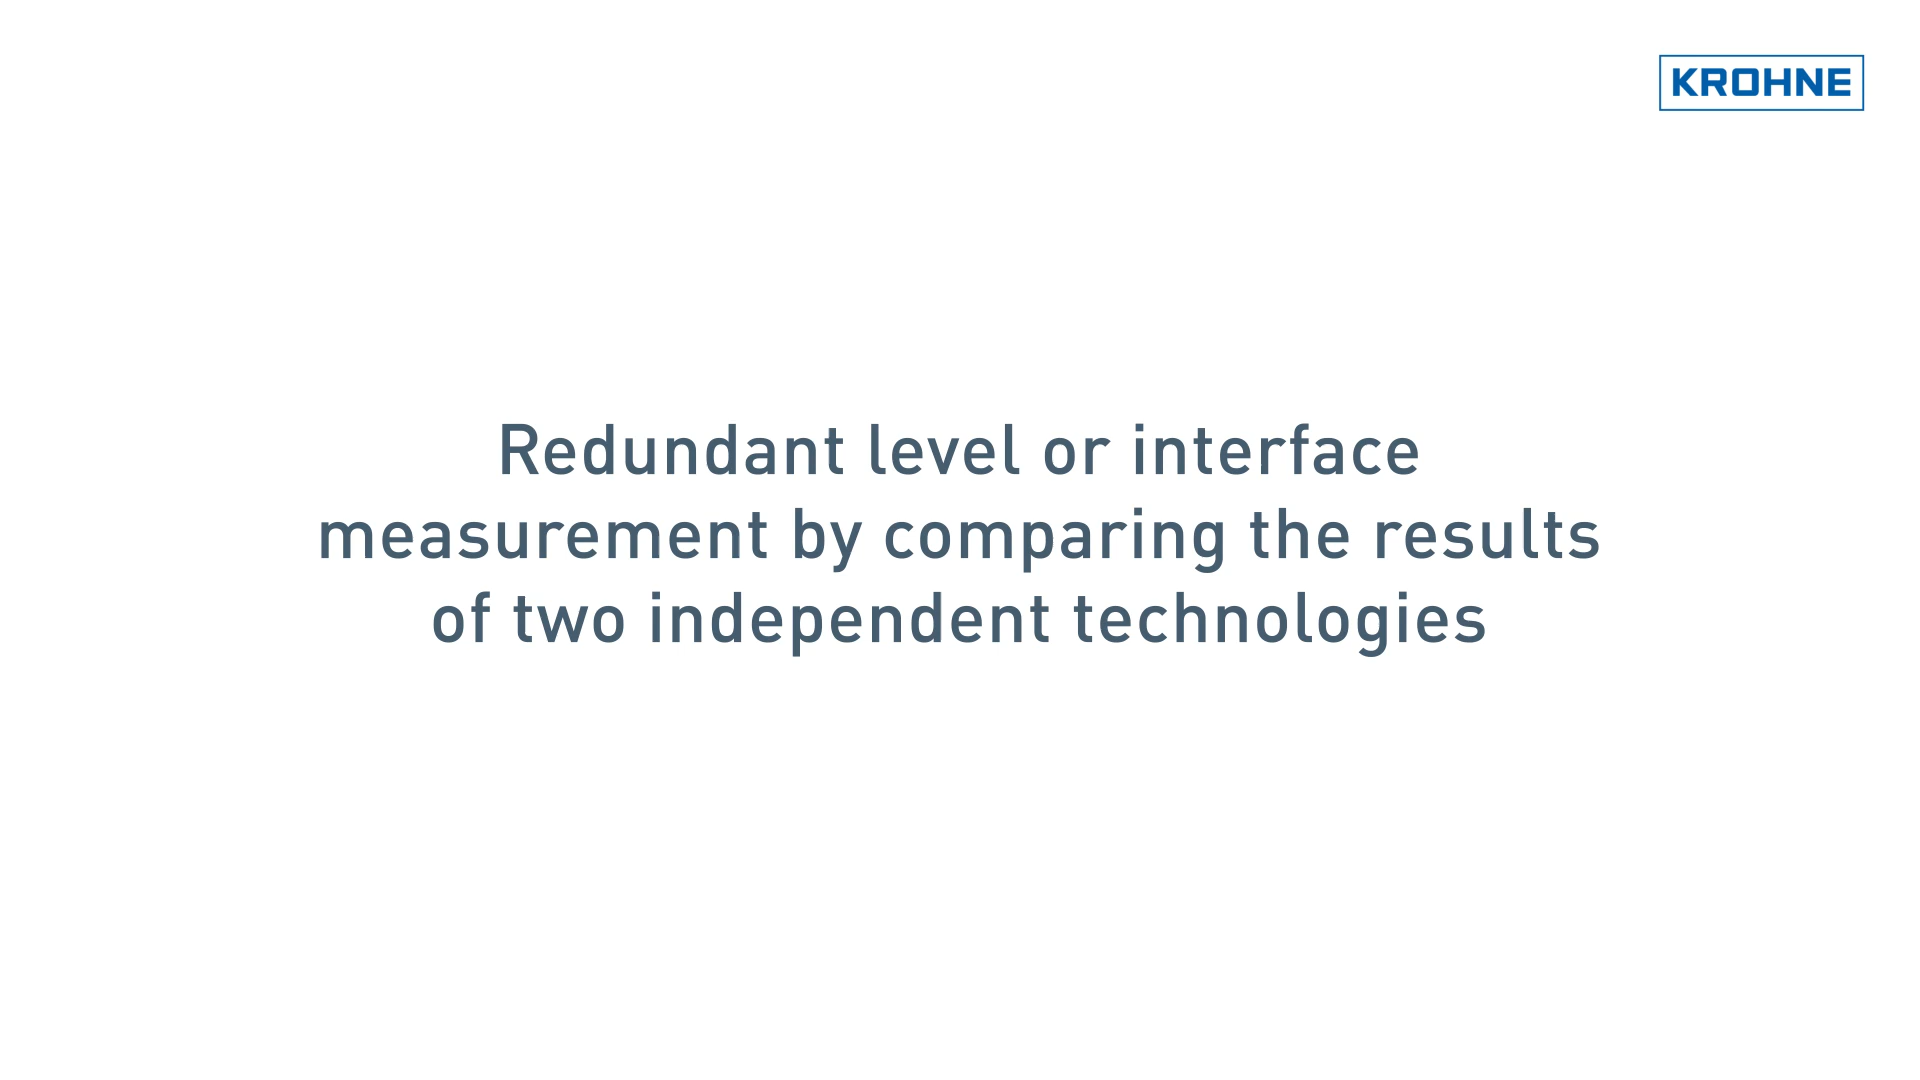 KROHNE
Redundant level or interface
measurement by comparing the results
of two independent technologies